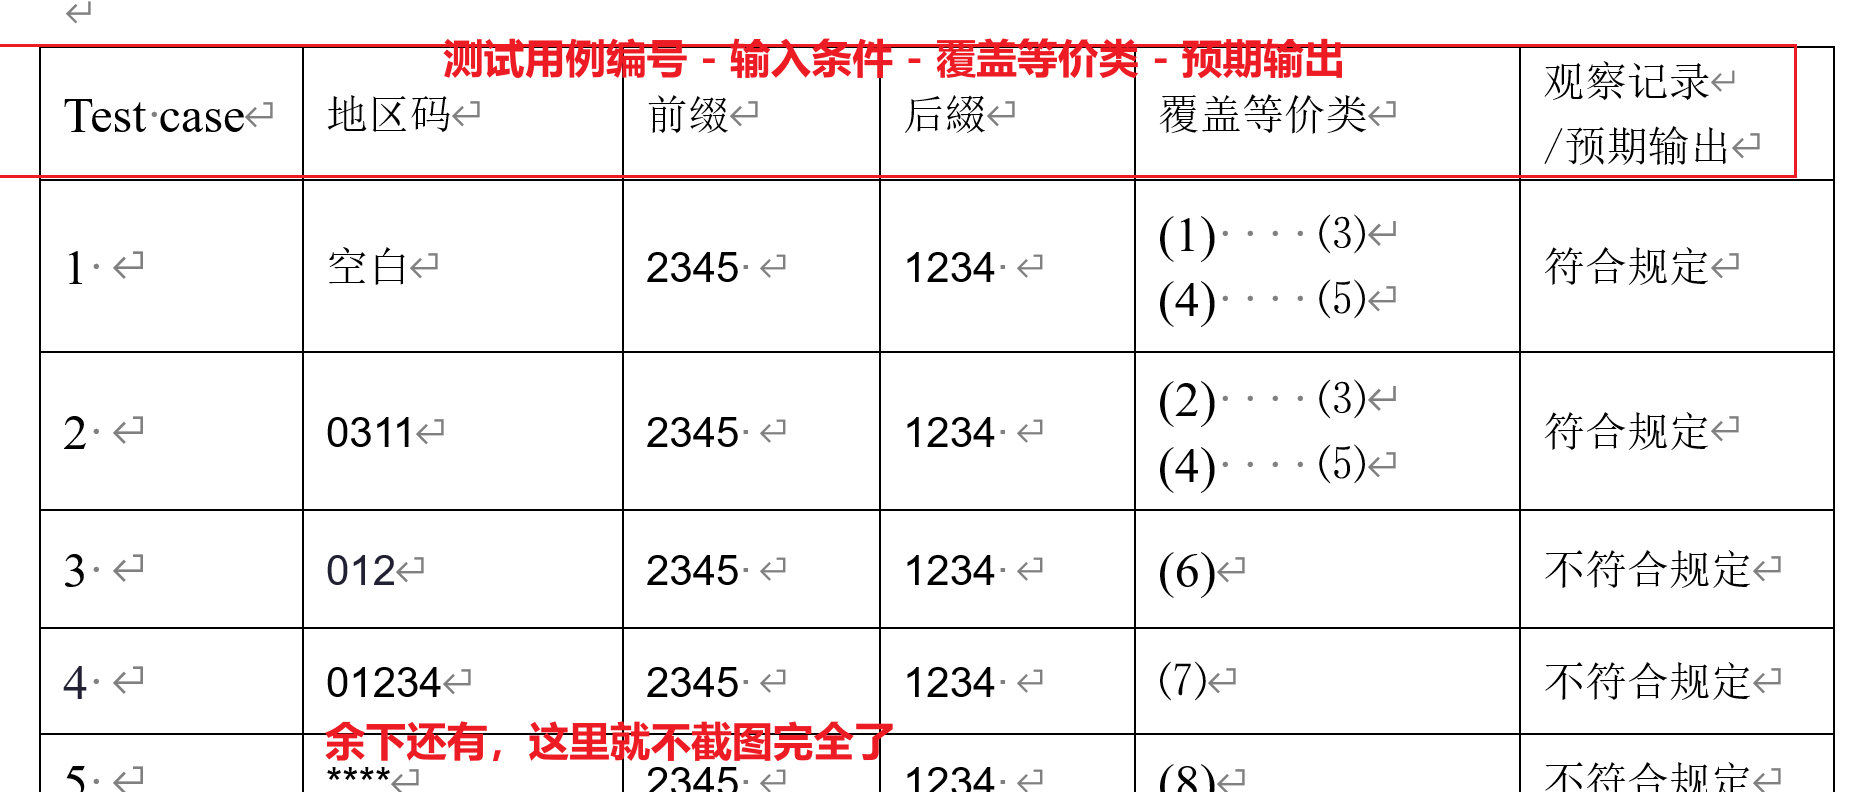 测试用例编号 - 输入条件 - 覆盖等价类 - 预期输出
Test case 地区码 前缀 后缀 覆盖等价类 观察记录
/预期输出
1 空白 2345 1234 (1) (3) 符合规定
(4) (5)
2 0311 2345 1234 (2) (3) 符合规定
(4) (5)
3 012 2345 1234 (6) 不符合规定
4 01234 2345 1234 (7) 不符合规定
余下还有，这里就不截图完全了
5 **** 2345 1234 (8) 不符合规定